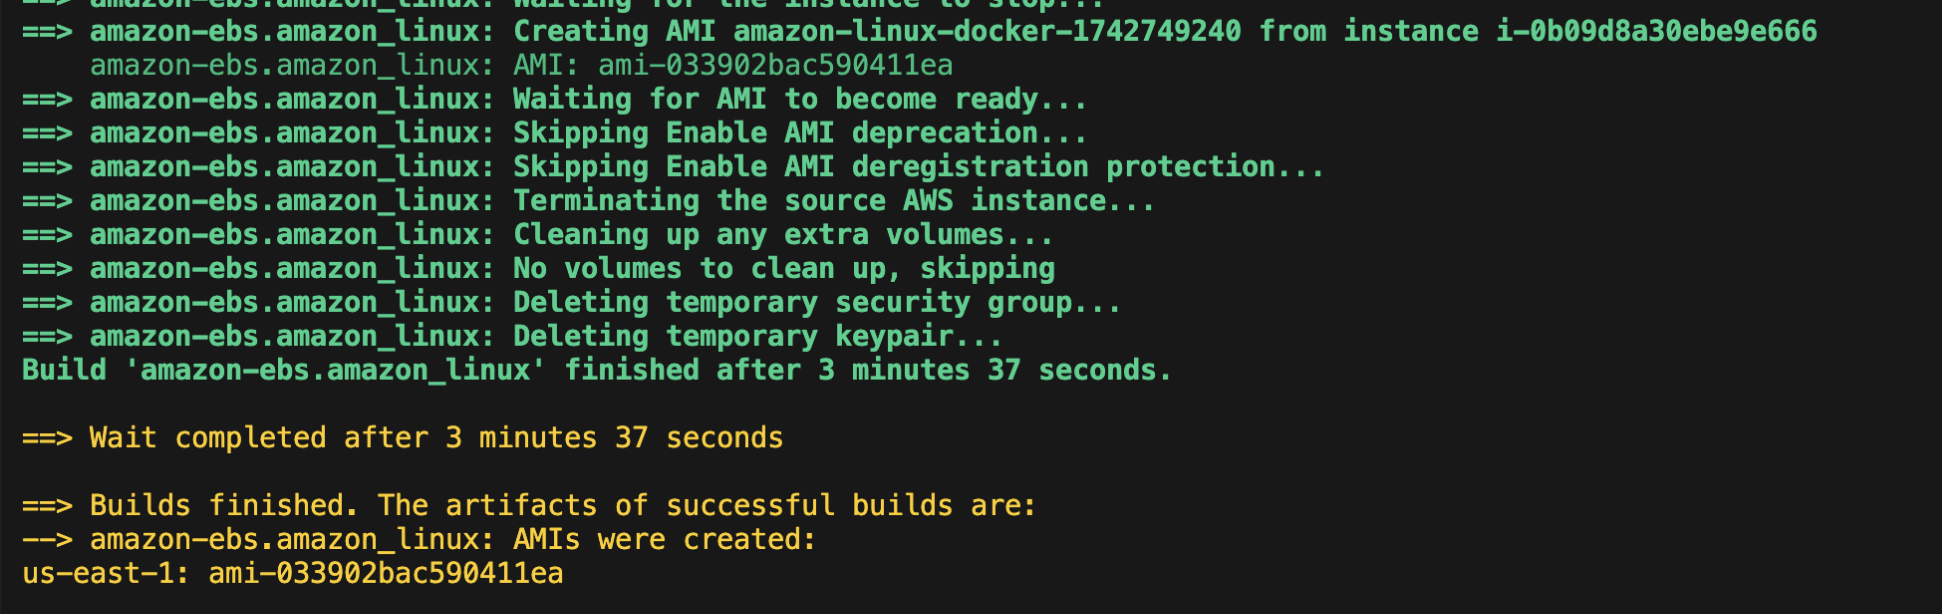 ==> amazon-ebs.amazon_linux: Waiting for the instance to stop...
==> amazon-ebs.amazon_linux: Creating AMI amazon-linux-docker-1742749240 from instance i-0b09d8a30ebe9e666
    amazon-ebs.amazon_linux: AMI: ami-033902bac590411ea
==> amazon-ebs.amazon_linux: Waiting for AMI to become ready...
==> amazon-ebs.amazon_linux: Skipping Enable AMI deprecation...
==> amazon-ebs.amazon_linux: Skipping Enable AMI deregistration protection...
==> amazon-ebs.amazon_linux: Terminating the source AWS instance...
==> amazon-ebs.amazon_linux: Cleaning up any extra volumes...
==> amazon-ebs.amazon_linux: No volumes to clean up, skipping
==> amazon-ebs.amazon_linux: Deleting temporary security group...
==> amazon-ebs.amazon_linux: Deleting temporary keypair...
Build 'amazon-ebs.amazon_linux' finished after 3 minutes 37 seconds.
==> Wait completed after 3 minutes 37 seconds
==> Builds finished. The artifacts of successful builds are:
--> amazon-ebs.amazon_linux: AMIs were created:
us-east-1: ami-033902bac590411ea